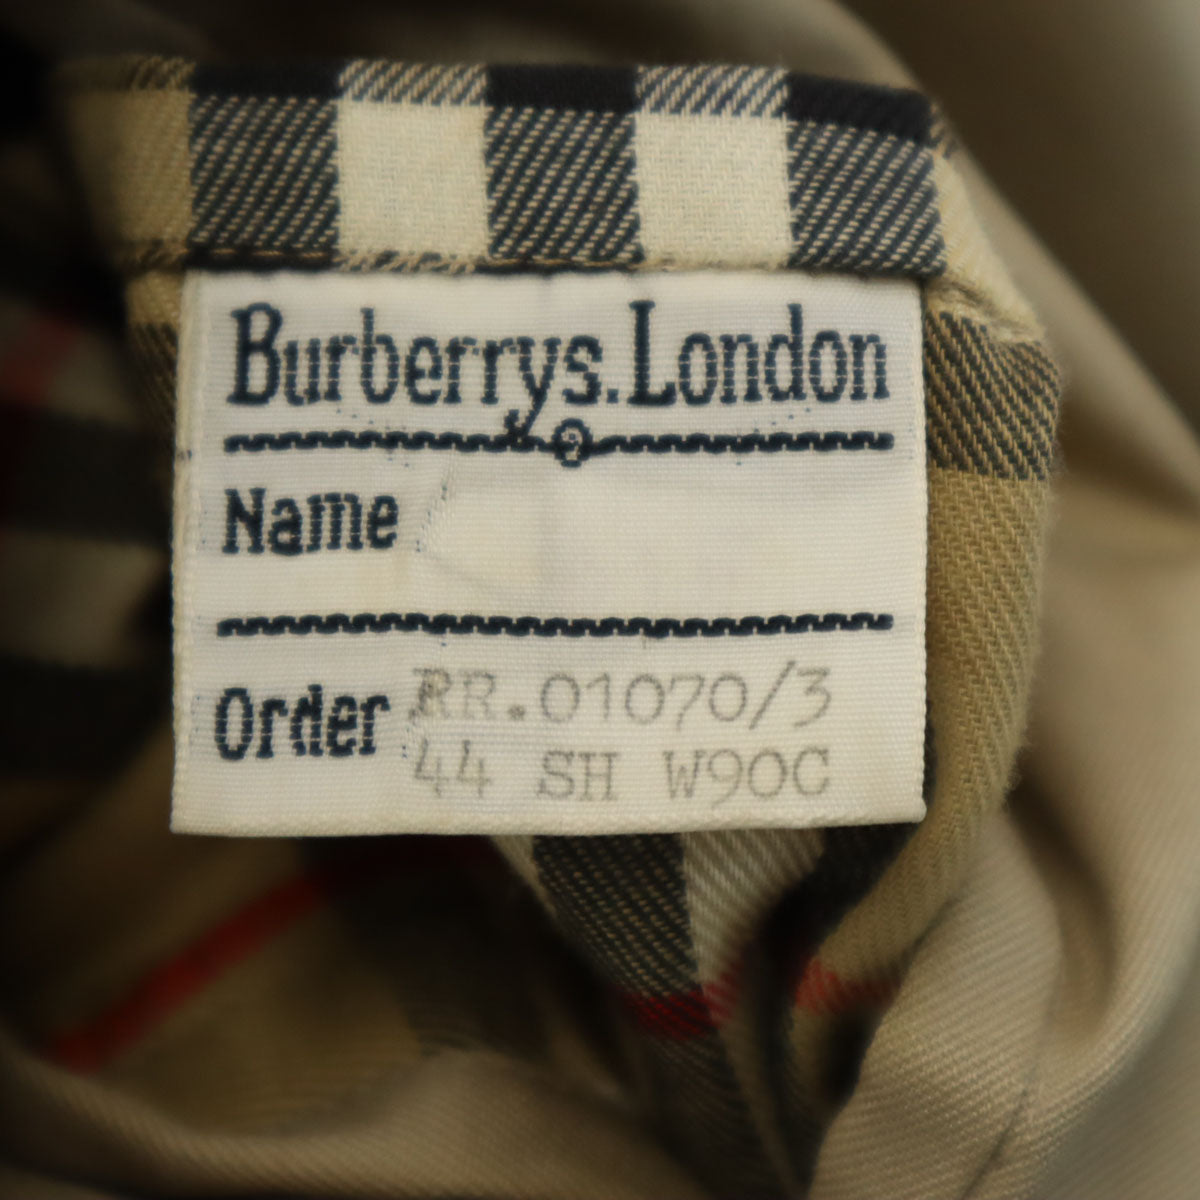 Burberrys.London
Name
Order RR.01070/3
44 SH W90C